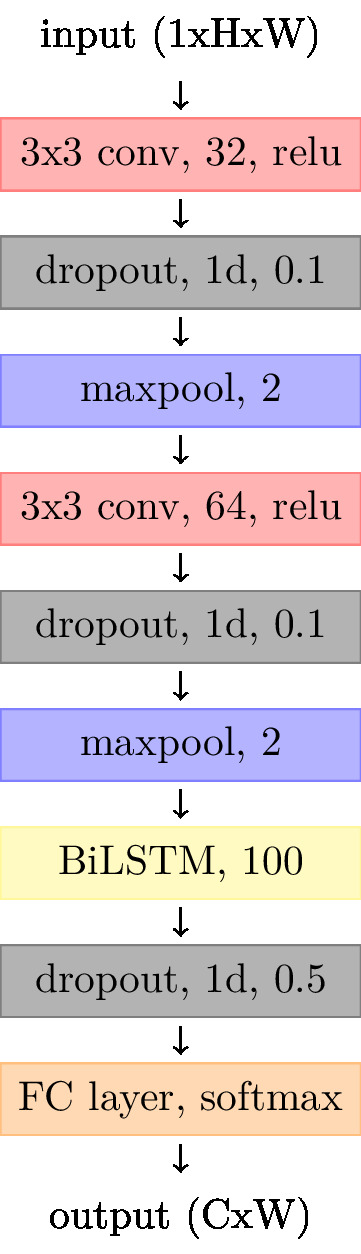 input (1xHxW)
3x3 conv, 32, relu
dropout, 1d, 0.1
maxpool, 2
3x3 conv, 64, relu
dropout, 1d, 0.1
maxpool, 2
BiLSTM, 100
dropout, 1d, 0.5
FC layer, softmax
output (CxW)